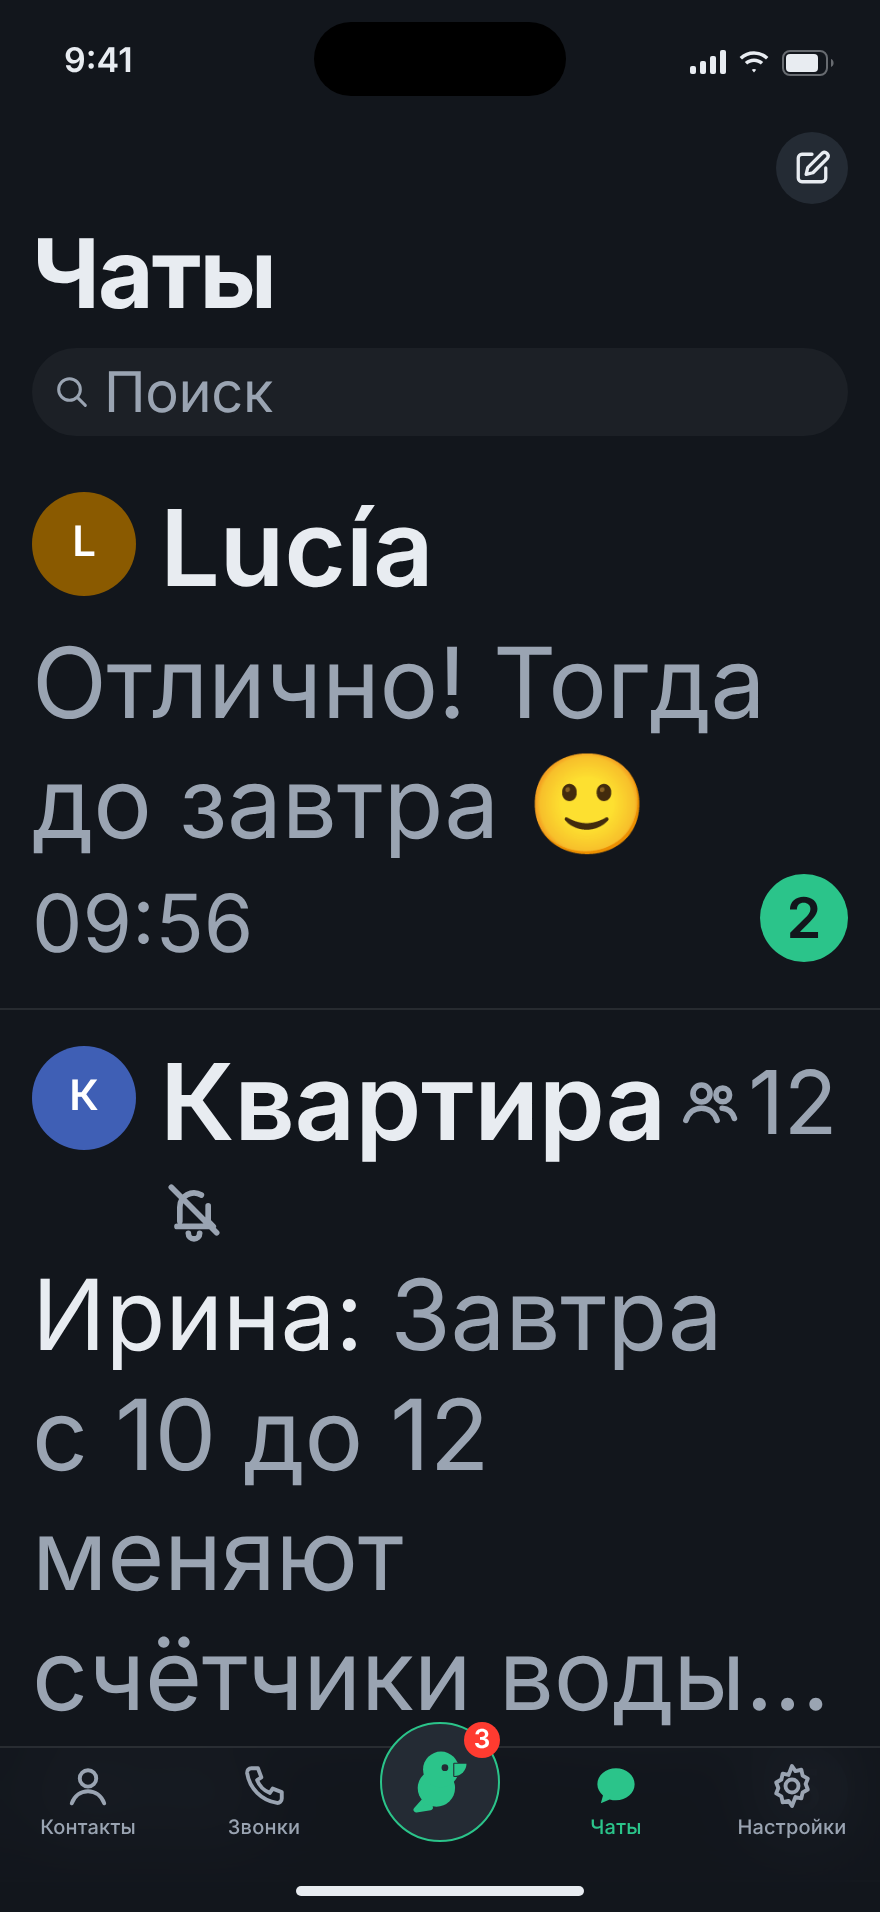 9:41
Чаты
Поиск
L
Lucía
Отлично! Тогда
до завтра 🙂
09:56
2
К
Квартира 12
Ирина: Завтра
с 10 до 12
меняют
счётчики воды…
3
Контакты
Звонки
Чаты
Настройки